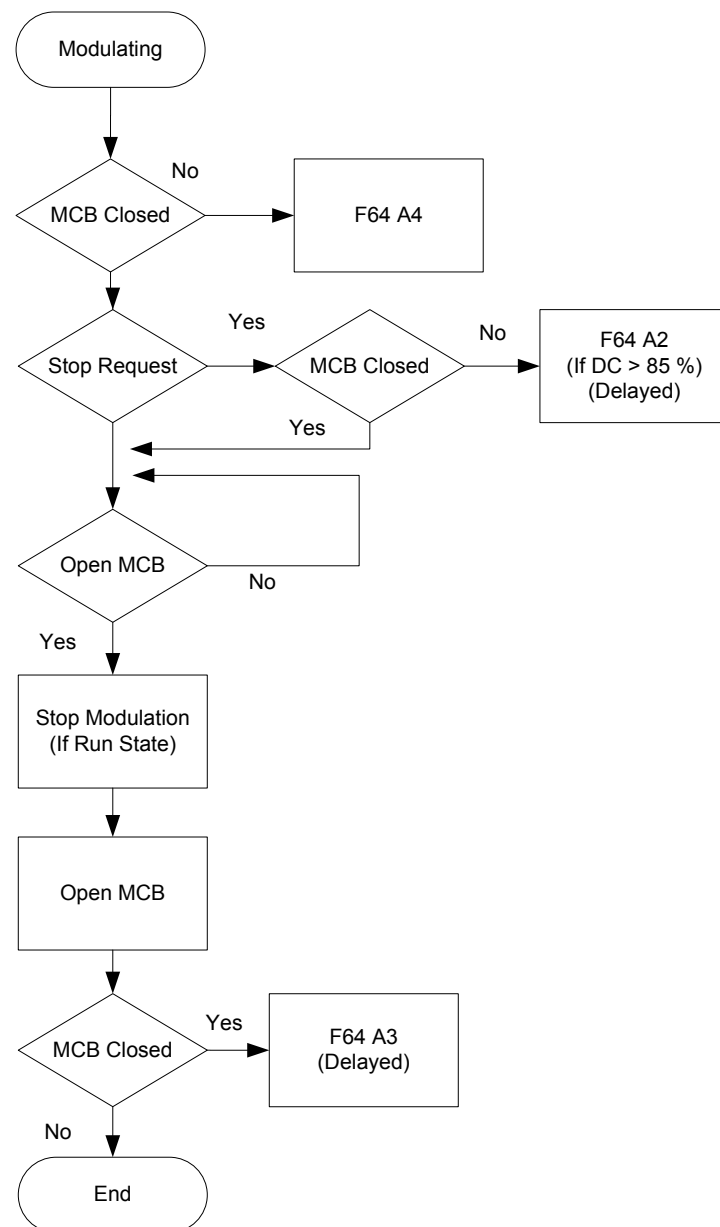 Modulating
No
MCB Closed
F64 A4
Yes
No
Stop Request
MCB Closed
F64 A2
(If DC > 85 %)
(Delayed)
Yes
Open MCB
No
Yes
Stop Modulation
(If Run State)
Open MCB
Yes
MCB Closed
F64 A3
(Delayed)
No
End